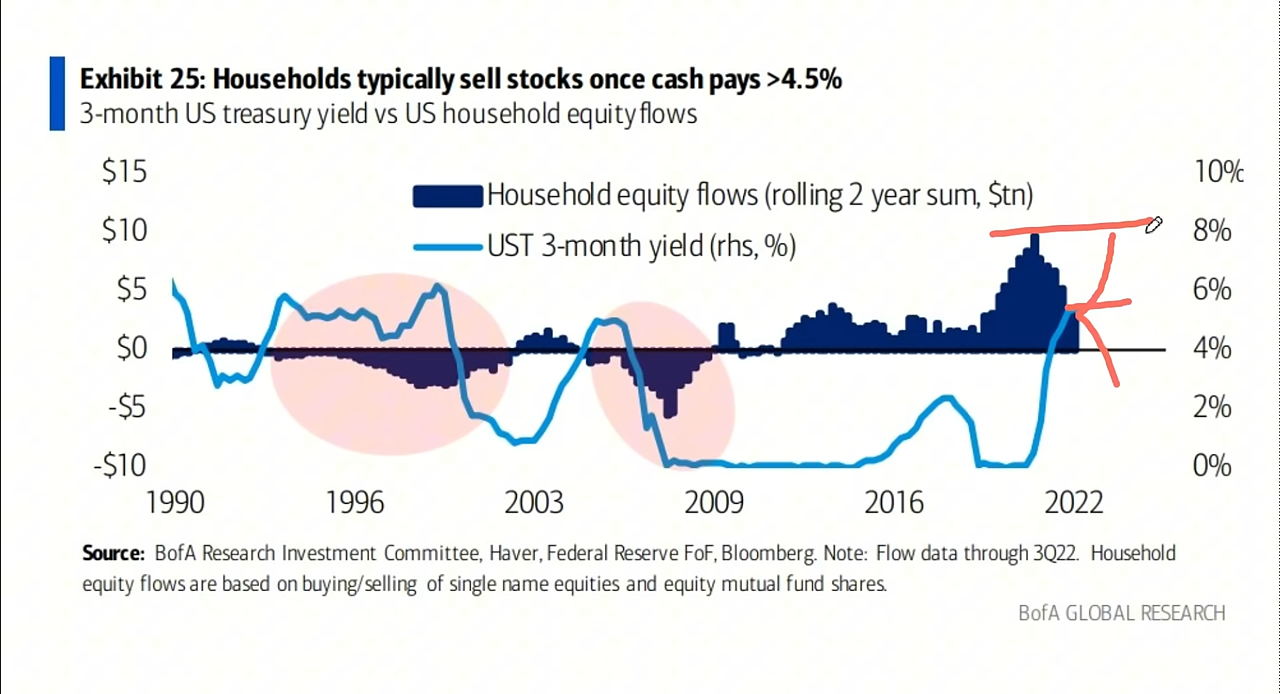 Exhibit 25: Households typically sell stocks once cash pays >4.5%
3-month US treasury yield vs US household equity flows
$15
10%
Household equity flows (rolling 2 year sum, $tn)
$10
8%
UST 3-month yield (rhs, %)
$5
6%
$0
4%
-$5
2%
-$10
0%
1990 1996 2003 2009 2016 2022
Source: BofA Research Investment Committee, Haver, Federal Reserve FoF, Bloomberg. Note: Flow data through 3Q22. Household
equity flows are based on buying/selling of single name equities and equity mutual fund shares.
BofA GLOBAL RESEARCH